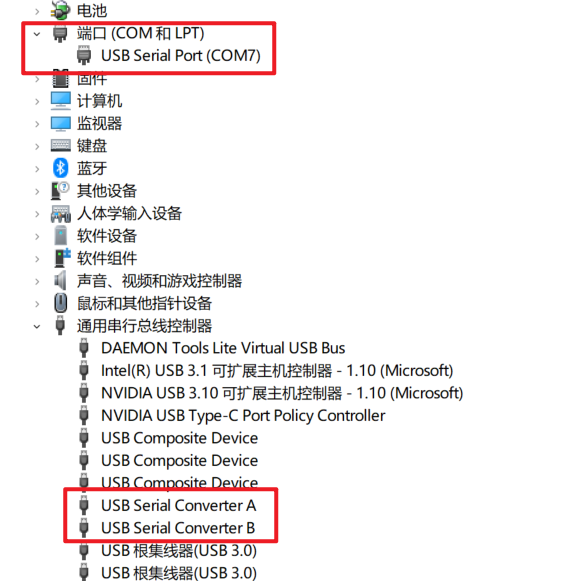 电池
端口 (COM 和 LPT)
USB Serial Port (COM7)
固件
计算机
监视器
键盘
蓝牙
其他设备
人体学输入设备
软件设备
软件组件
声音、视频和游戏控制器
鼠标和其他指针设备
通用串行总线控制器
DAEMON Tools Lite Virtual USB Bus
Intel(R) USB 3.1 可扩展主机控制器 - 1.10 (Microsoft)
NVIDIA USB 3.10 可扩展主机控制器 - 1.10 (Microsoft)
NVIDIA USB Type-C Port Policy Controller
USB Composite Device
USB Composite Device
USB Composite Device
USB Serial Converter A
USB Serial Converter B
USB 根集线器(USB 3.0)
USB 根集线器(USB 3.0)